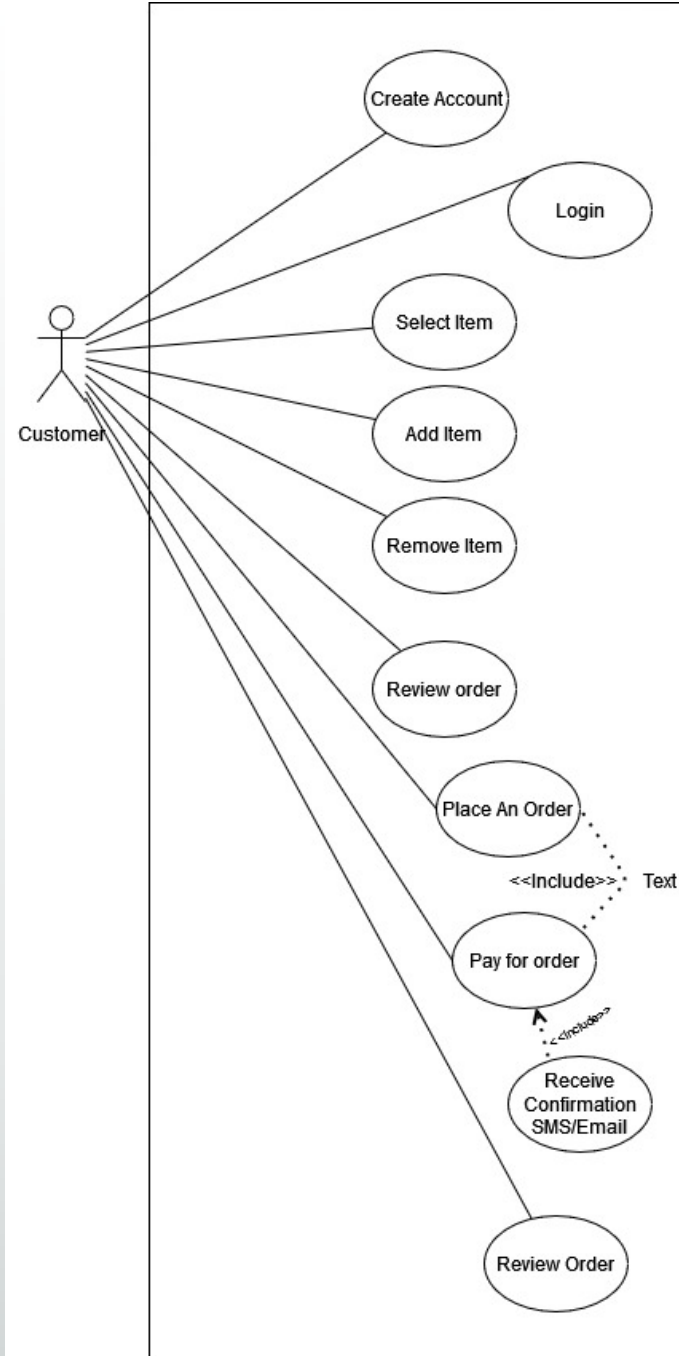 Create Account
Login
Select Item
Customer
Add Item
Remove Item
Review order
Place An Order
<<Include>>
Text
Pay for order
<<Include>>
Receive
Confirmation
SMS/Email
Review Order